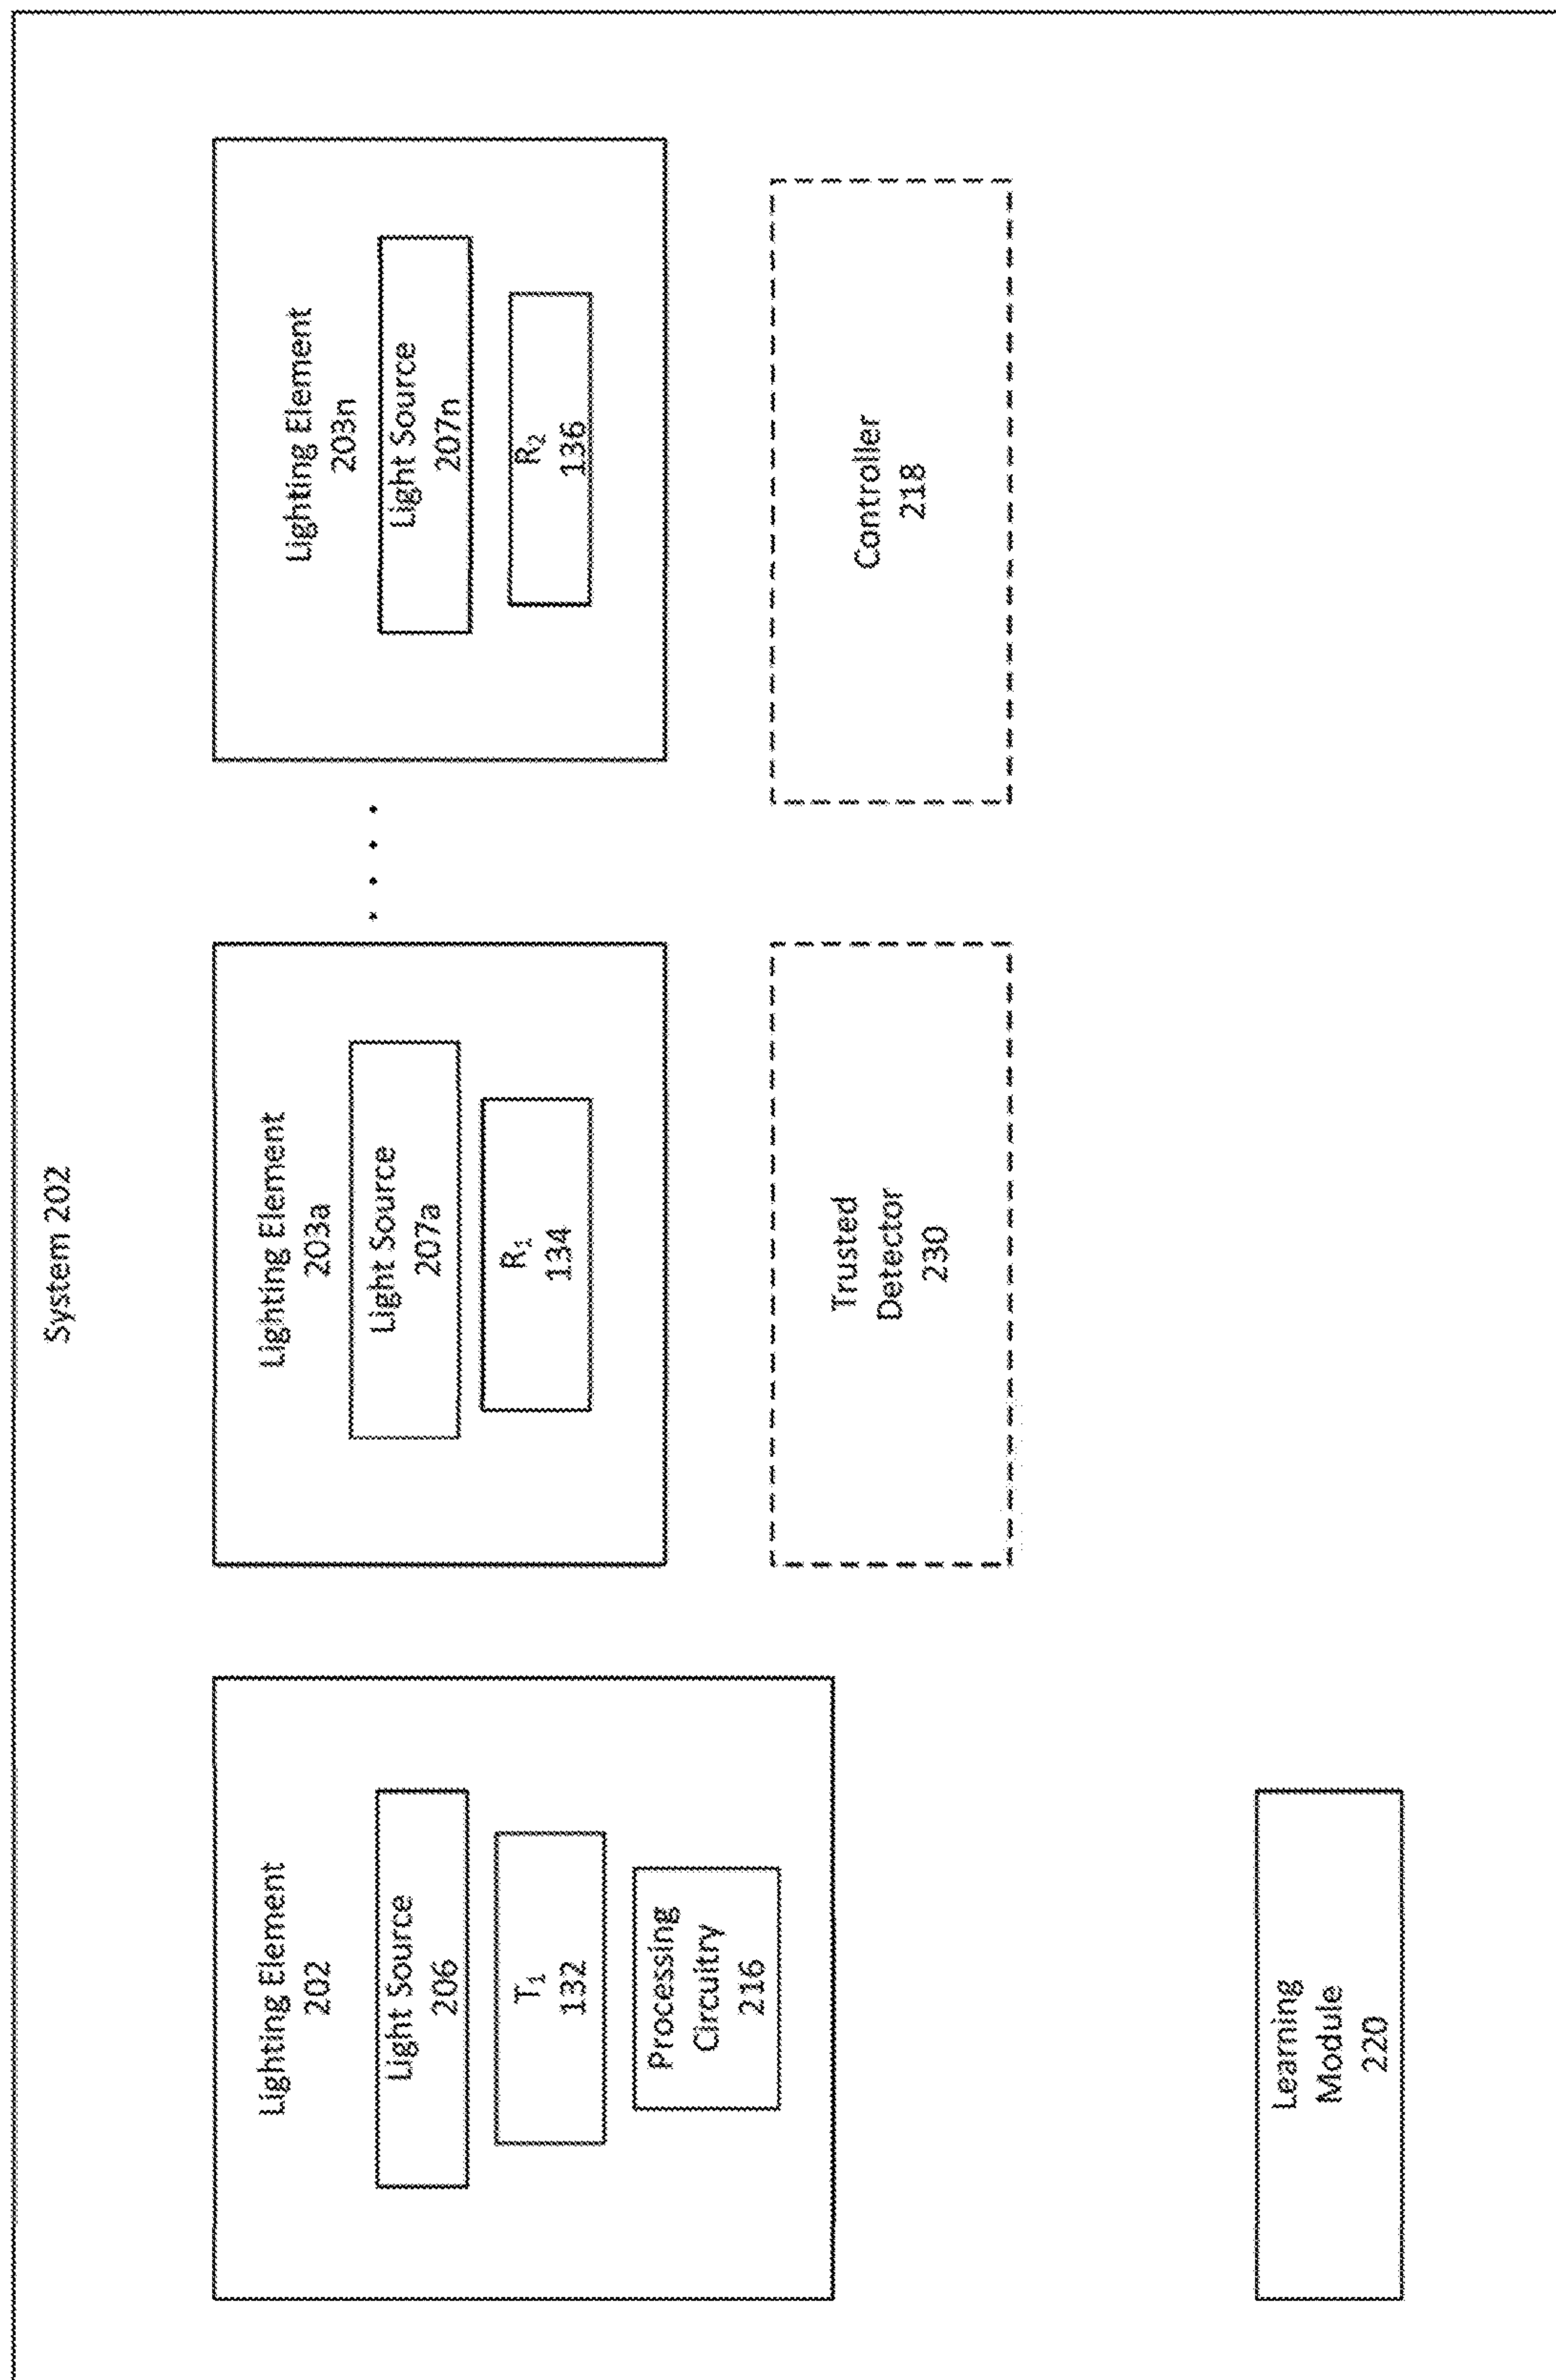 System 202
Lighting Element
202
Light Source
206
T₁
132
Processing
Circuitry
216
Lighting Element
203a
Light Source
207a
R₁
134
. . . .
Lighting Element
203n
Light Source
207n
R₂
136
Trusted
Detector
230
Controller
218
Learning
Module
220